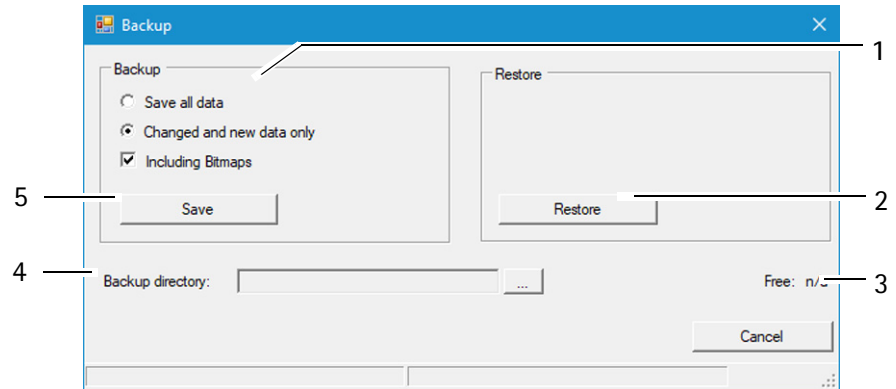 Backup
1
Backup
Restore
Save all data
Changed and new data only
Including Bitmaps
5
Save
Restore
2
4
Backup directory:
...
Free: n/a
3
Cancel